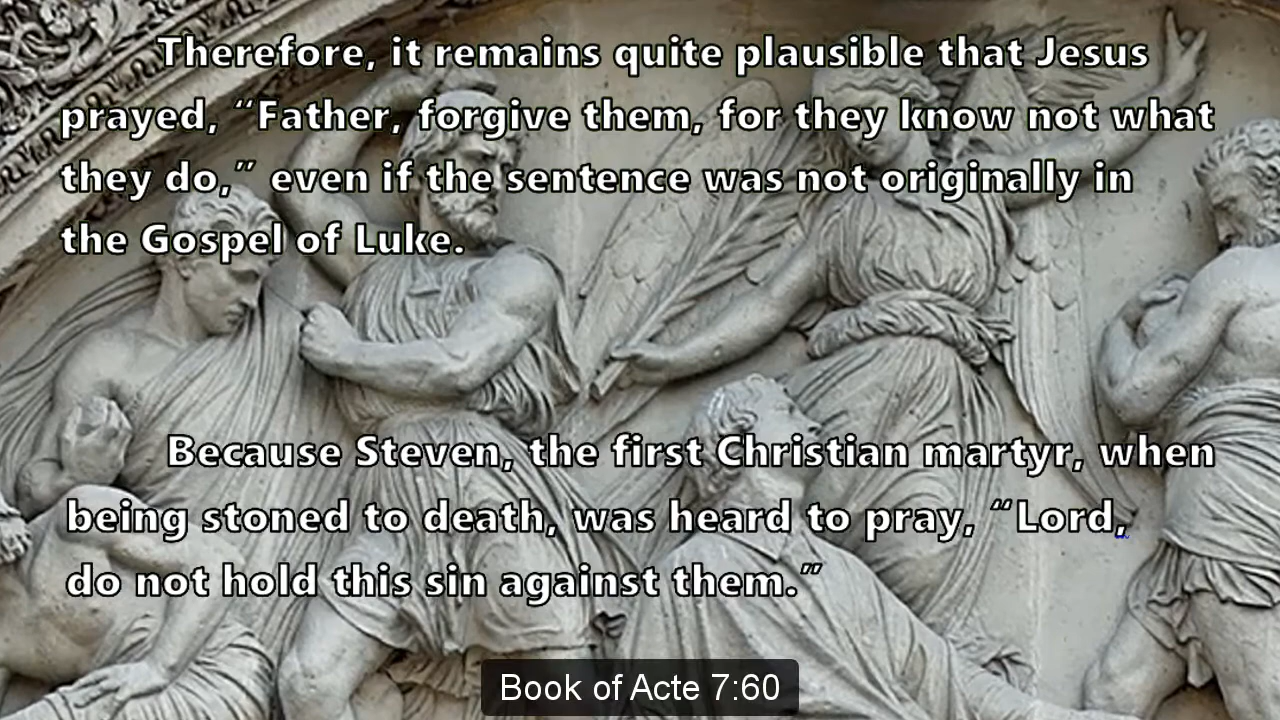 Therefore, it remains quite plausible that Jesus
prayed, “Father, forgive them, for they know not what
they do,” even if the sentence was not originally in
the Gospel of Luke.
Because Steven, the first Christian martyr, when
being stoned to death, was heard to pray, “Lord,
do not hold this sin against them.”
Book of Acte 7:60